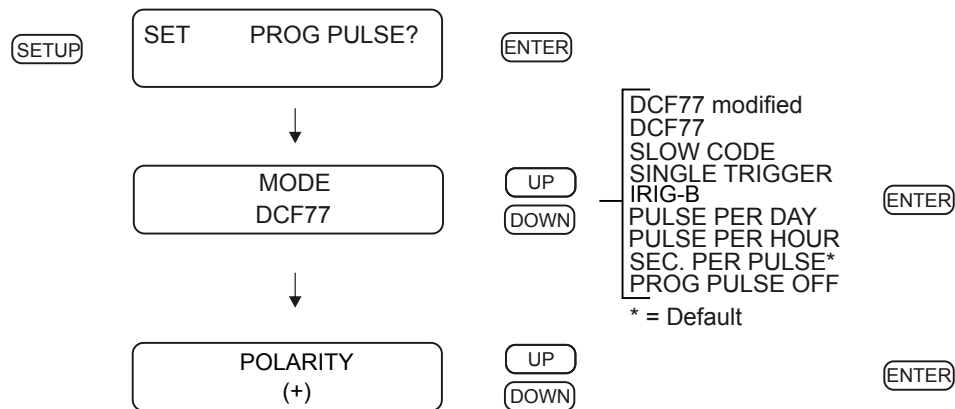 SETUP
SET PROG PULSE?
ENTER
MODE
DCF77
UP
DOWN
DCF77 modified
DCF77
SLOW CODE
SINGLE TRIGGER
IRIG-B
PULSE PER DAY
PULSE PER HOUR
SEC. PER PULSE*
PROG PULSE OFF
* = Default
ENTER
POLARITY
(+)
UP
DOWN
ENTER